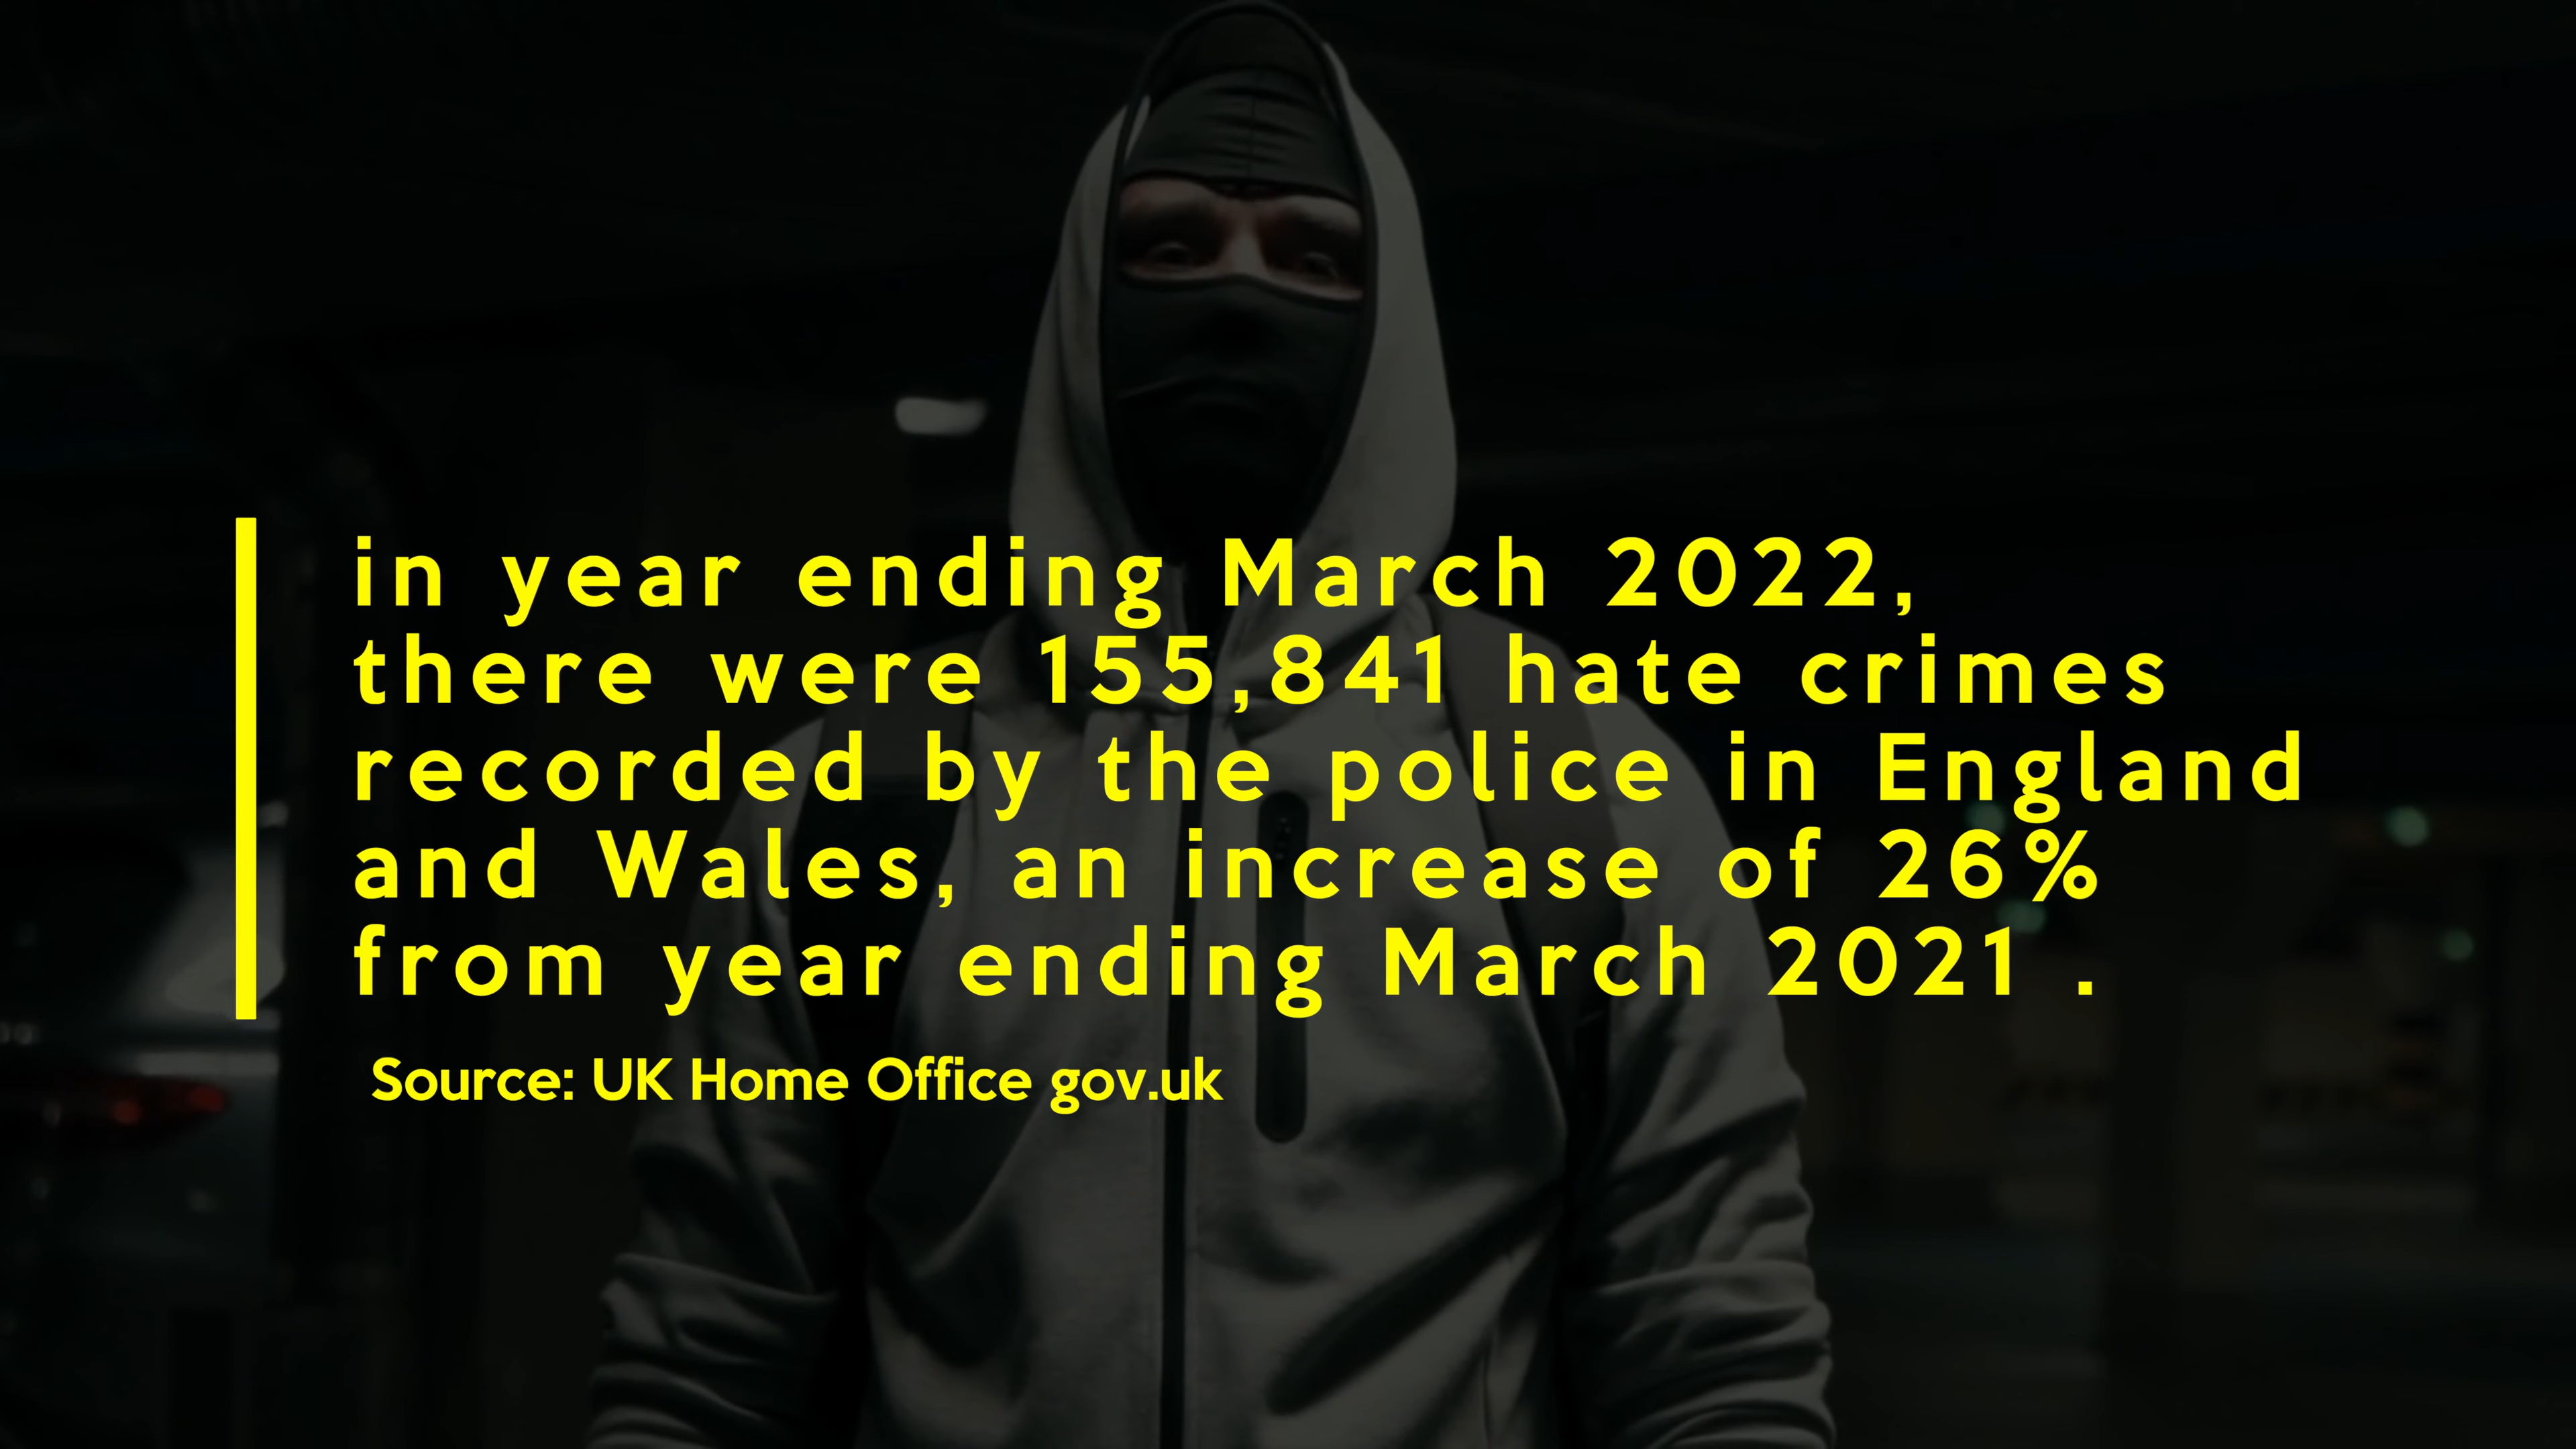 in year ending March 2022,
there were 155,841 hate crimes
recorded by the police in England
and Wales, an increase of 26%
from year ending March 2021 .
Source: UK Home Office gov.uk